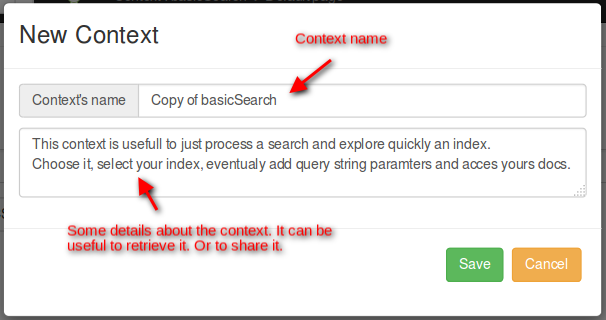 New Context
Context name
Context's name
Copy of basicSearch
This context is usefull to just process a search and explore quickly an index.
Choose it, select your index, eventualy add query string paramters and acces yours docs.
Some details about the context. It can be
useful to retrieve it. Or to share it.
Save
Cancel